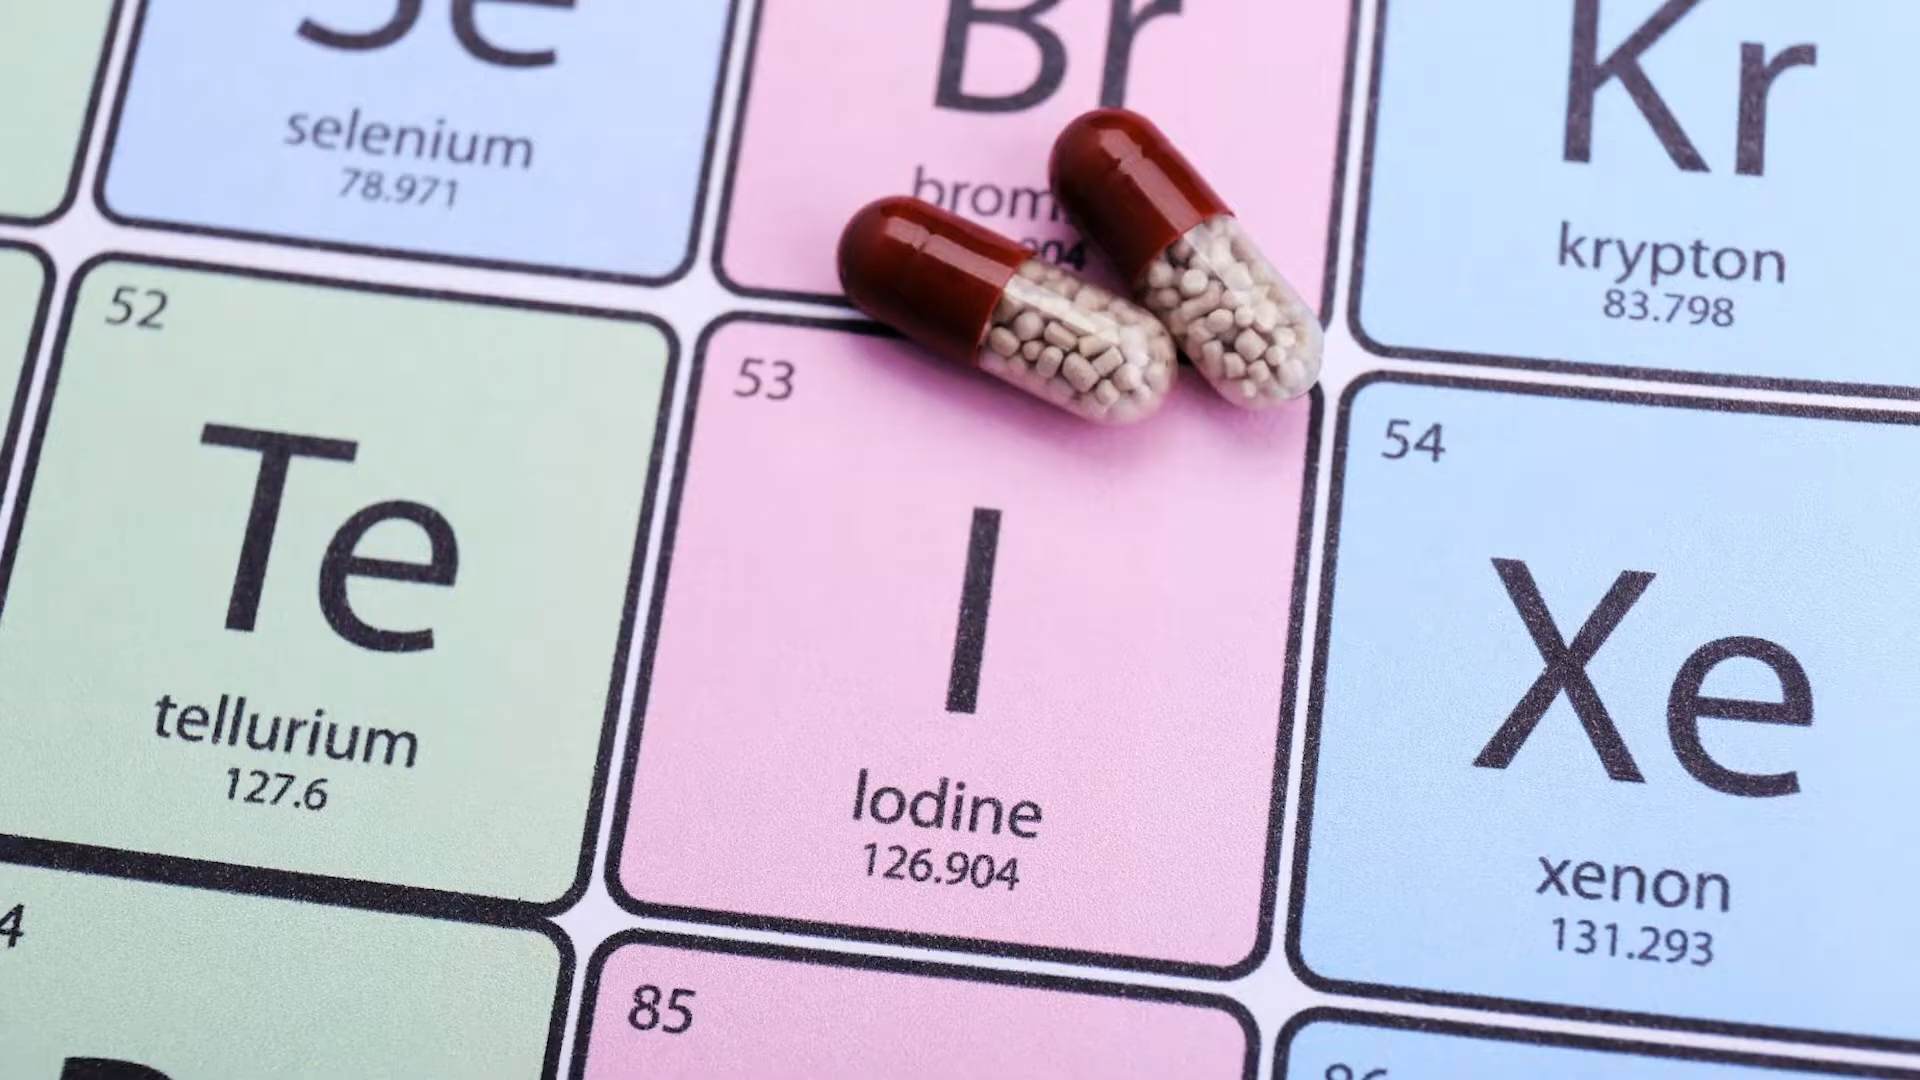 Se
selenium
78.971
Br
Kr
krypton
83.798
52
Te
tellurium
127.6
53
I
Iodine
126.904
54
Xe
xenon
131.293
85